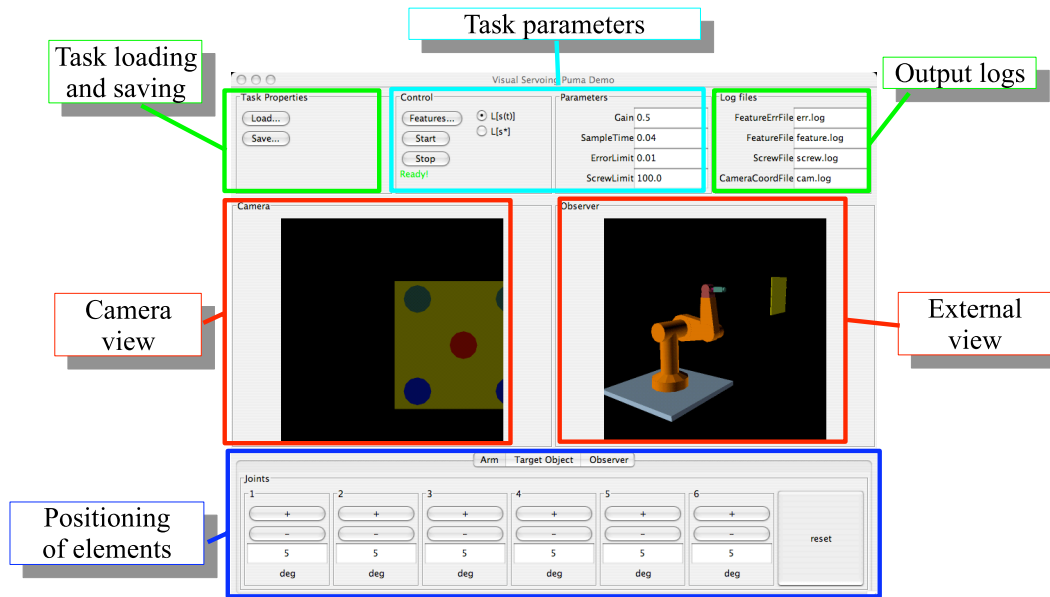 Task parameters
Task loading
and saving
Output logs
Visual Servoing Puma Demo
Task Properties
Load...
Save...
Control
Features...
Start
Stop
Ready!
L[s(t)]
L[s*]
Parameters
Gain 0.5
SampleTime 0.04
ErrorLimit 0.01
ScrewLimit 100.0
Log files
FeatureErrFile err.log
FeatureFile feature.log
ScrewFile screw.log
CameraCoordFile cam.log
Camera
Observer
Camera
view
External
view
Positioning
of elements
Arm Target Object Observer
Joints
1 2 3 4 5 6
+ + + + + +
– – – – – –
5 5 5 5 5 5
deg deg deg deg deg deg
reset